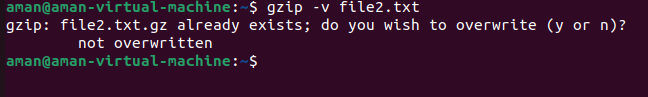 aman@aman-virtual-machine:~$ gzip -v file2.txt
gzip: file2.txt.gz already exists; do you wish to overwrite (y or n)?
        not overwritten
aman@aman-virtual-machine:~$